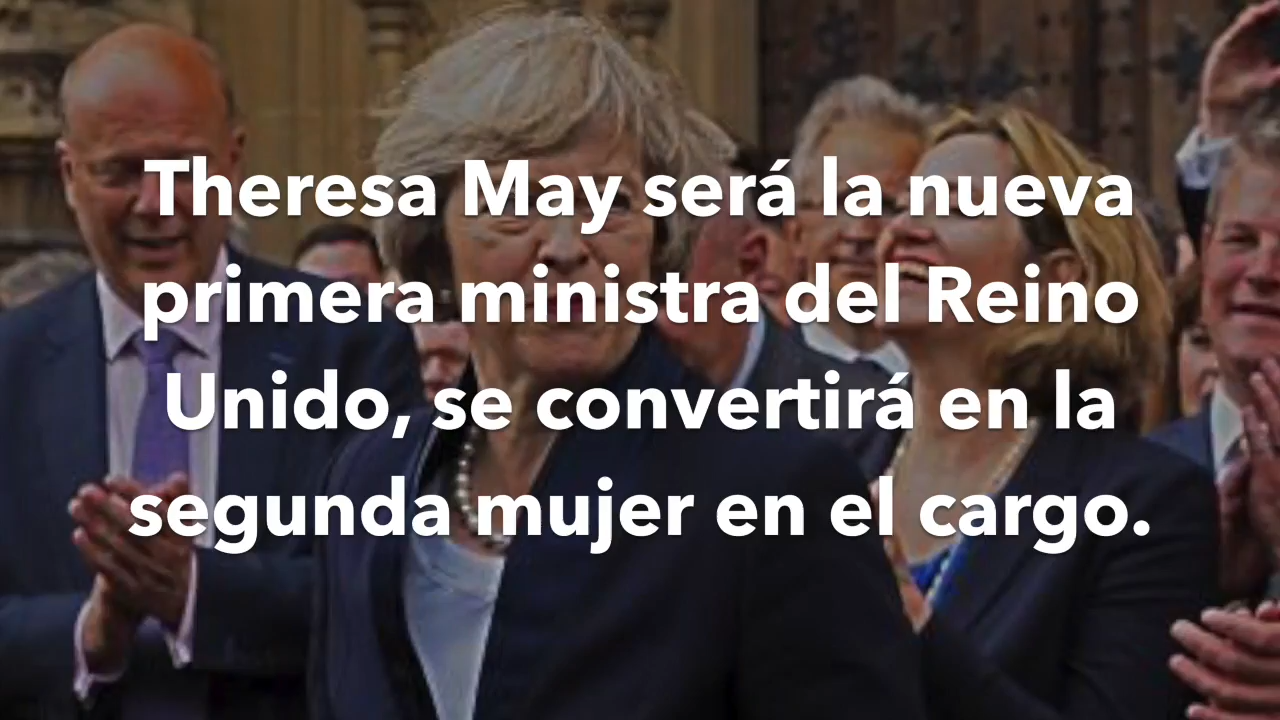 Theresa May será la nueva
primera ministra del Reino
Unido, se convertirá en la
segunda mujer en el cargo.